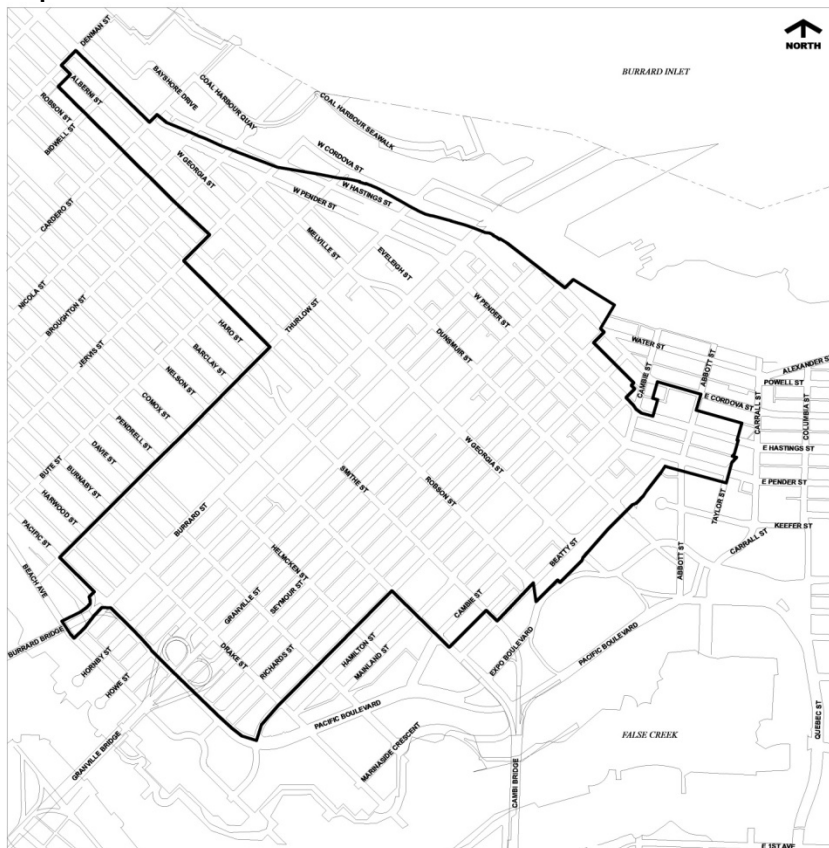 DENMAN ST
NORTH
BURRARD INLET
BAYSHORE DRIVE
COAL HARBOUR QUAY
COAL HARBOUR SEAWALK
ALBERNI ST
ROBSON ST
BIDWELL ST
W CORDOVA ST
W GEORGIA ST
W HASTINGS ST
W PENDER ST
CARDERO ST
MELVILLE ST
EVELEIGH ST
NICOLA ST
BROUGHTON ST
THURLOW ST
W PENDER ST
HARO ST
DUNSMUIR ST
WATER ST
ABBOTT ST
ALEXANDER S
JERVIS ST
BARCLAY ST
CAMBIE ST
POWELL ST
NELSON ST
E CORDOVA ST
CARRALL ST
COLUMBIA ST
COMOX ST
PENDRELL ST
W GEORGIA ST
E HASTINGS ST
BUTE ST
DAVIE ST
BURNABY ST
SMITHE ST
ROBSON ST
E PENDER ST
HARWOOD ST
BURRARD ST
TAYLOR ST
KEEFER ST
PACIFIC ST
CARRALL ST
BEACH AVE
HELMCKEN ST
BEATTY ST
ABBOTT ST
GRANVILLE ST
SEYMOUR ST
CAMBIE ST
BURRARD BRIDGE
HORNBY ST
DRAKE ST
RICHARDS ST
HAMILTON ST
MAINLAND ST
EXPO BOULEVARD
PACIFIC BOULEVARD
HOWE ST
PACIFIC BOULEVARD
GRANVILLE BRIDGE
MARINASIDE CRESCENT
FALSE CREEK
QUEBEC ST
CAMBI BRIDGE
E 1ST AVE